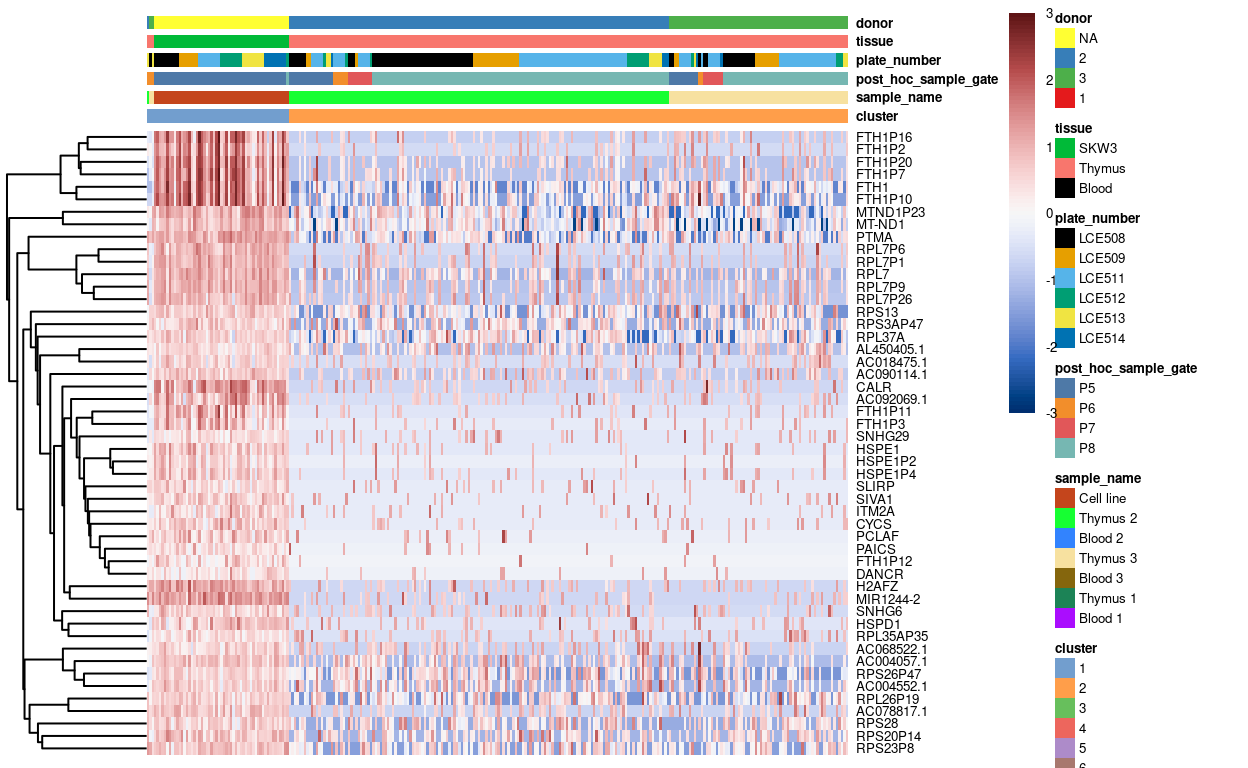 donor
tissue
plate_number
post_hoc_sample_gate
sample_name
cluster
FTH1P16
FTH1P2
FTH1P20
FTH1P7
FTH1
FTH1P10
MTND1P23
MT-ND1
PTMA
RPL7P6
RPL7P1
RPL7
RPL7P9
RPL7P26
RPS13
RPS3AP47
RPL37A
AL450405.1
AC018475.1
AC090114.1
CALR
AC092069.1
FTH1P11
FTH1P3
SNHG29
HSPE1
HSPE1P2
HSPE1P4
SLIRP
SIVA1
ITM2A
CYCS
PCLAF
PAICS
FTH1P12
DANCR
H2AFZ
MIR1244-2
SNHG6
HSPD1
RPL35AP35
AC068522.1
AC004057.1
RPS26P47
AC004552.1
RPL26P19
AC078817.1
RPS28
RPS20P14
RPS23P8
3
2
1
0
-1
-2
-3
donor
NA
2
3
1
tissue
SKW3
Thymus
Blood
plate_number
LCE508
LCE509
LCE511
LCE512
LCE513
LCE514
post_hoc_sample_gate
P5
P6
P7
P8
sample_name
Cell line
Thymus 2
Blood 2
Thymus 3
Blood 3
Thymus 1
Blood 1
cluster
1
2
3
4
5
6